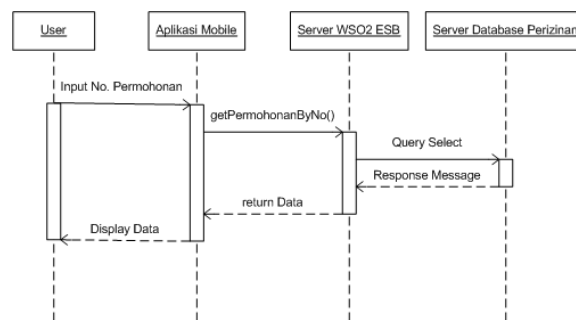 User
Aplikasi Mobile
Server WSO2 ESB
Server Database Perizinan
Input No. Permohonan
getPermohonanByNo()
Query Select
Response Message
return Data
Display Data